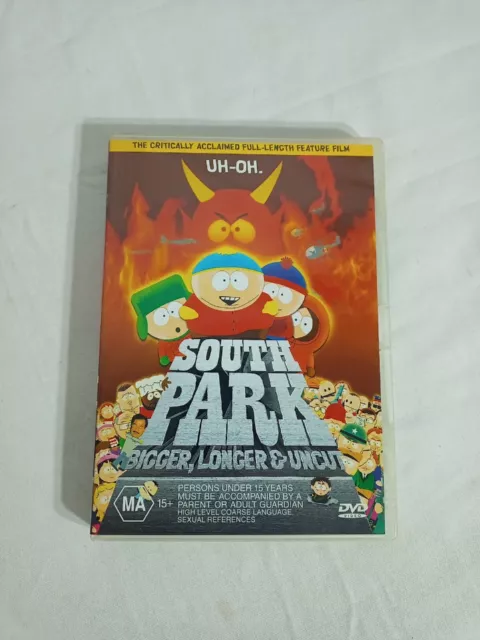 THE CRITICALLY ACCLAIMED FULL-LENGTH FEATURE FILM
UH-OH.
SOUTH
PARK
BIGGER, LONGER & UNCUT
MA 15+
PERSONS UNDER 15 YEARS
MUST BE ACCOMPANIED BY A
PARENT OR ADULT GUARDIAN
HIGH LEVEL COARSE LANGUAGE,
SEXUAL REFERENCES
DVD
VIDEO